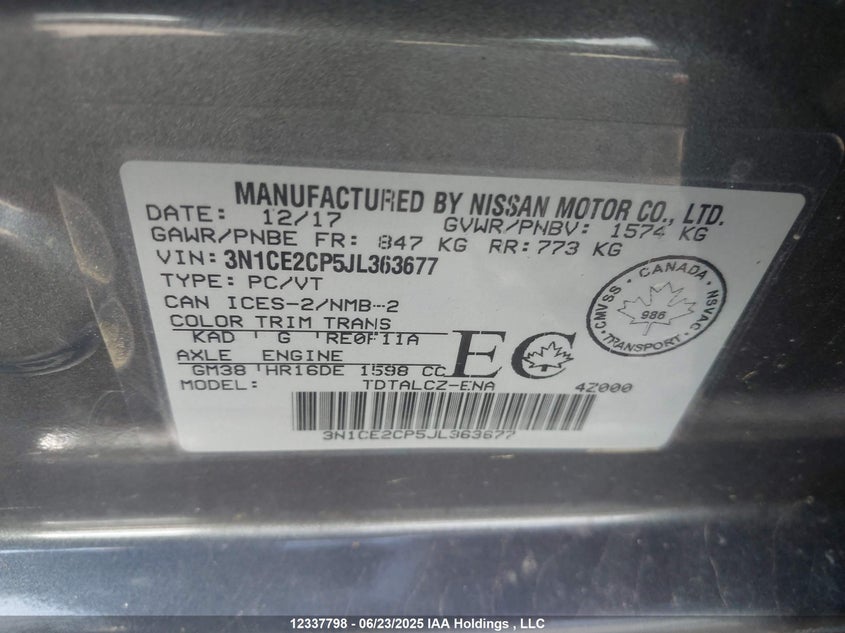 MANUFACTURED BY NISSAN MOTOR CO., LTD.
DATE: 12/17 GVWR/PNBV: 1574 KG
GAWR/PNBE FR: 847 KG RR: 773 KG
VIN: 3N1CE2CP5JL363677
TYPE: PC/VT
CAN ICES-2/NMB-2
COLOR TRIM TRANS
KAD G RE0F11A
AXLE ENGINE
GM38 HR16DE 1598 CC
EC
MODEL: TDTALCZ-ENA 4Z000
3N1CE2CP5JL363677
CANADA
CMVSS · NSVAC
986
TRANSPORT
12337798 - 06/23/2025 IAA Holdings , LLC